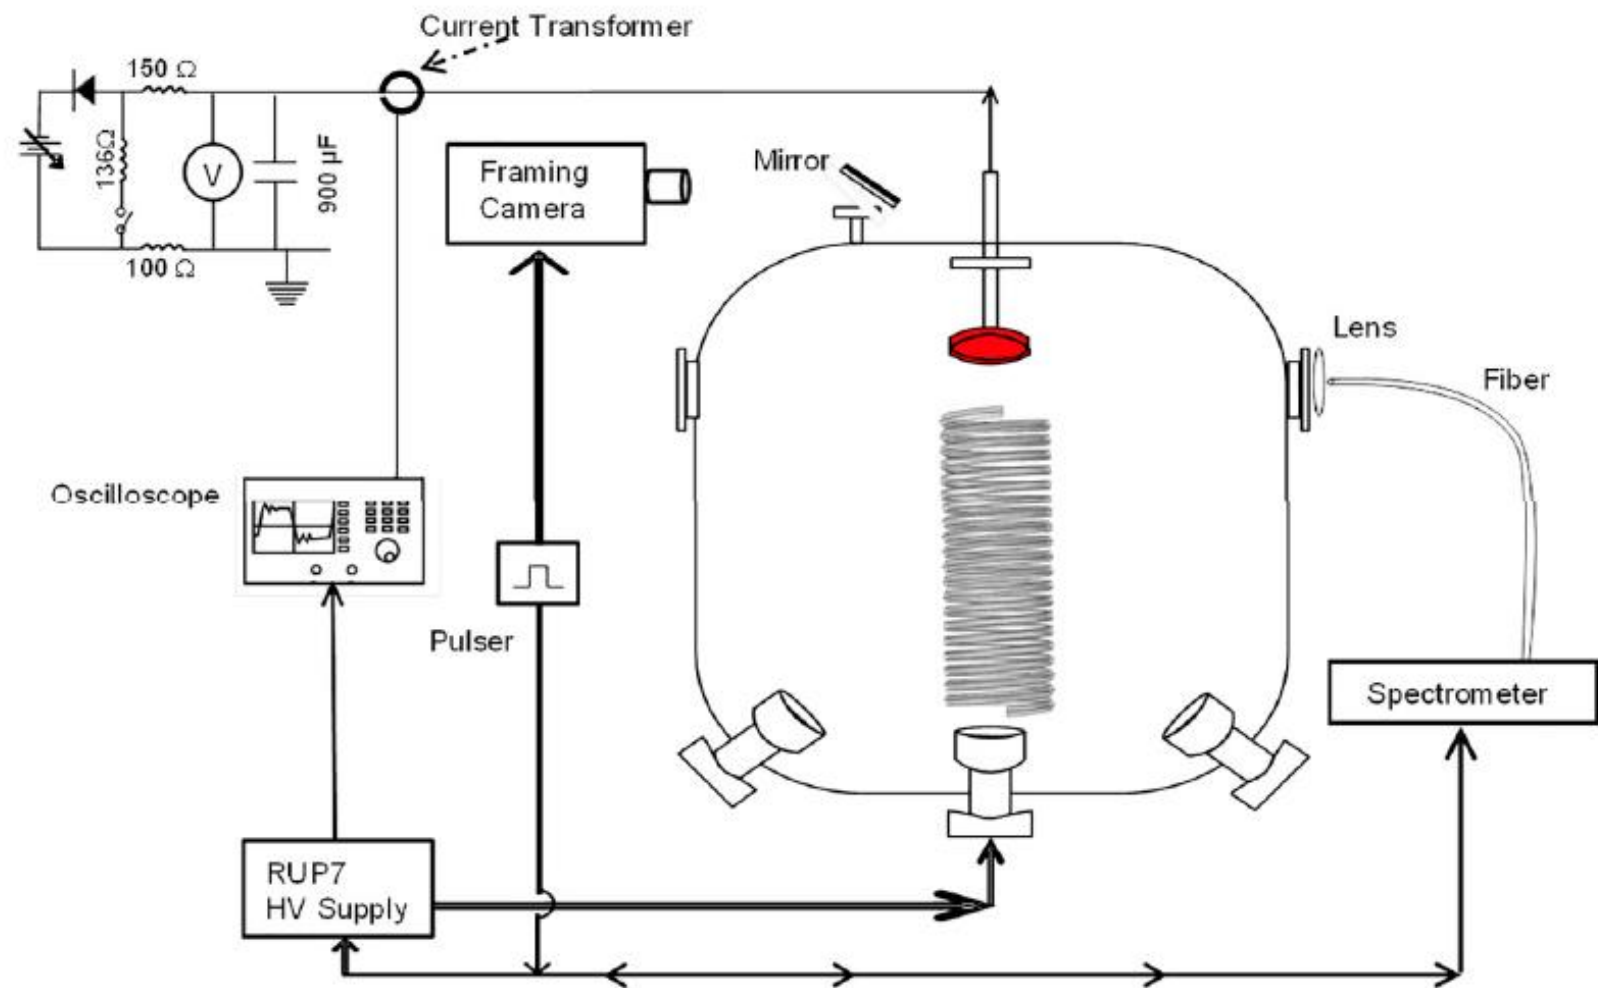 Current Transformer
150 Ω
136Ω
V
900 µF
100 Ω
Framing
Camera
Mirror
Lens
Fiber
Oscilloscope
Pulser
Spectrometer
RUP7
HV Supply